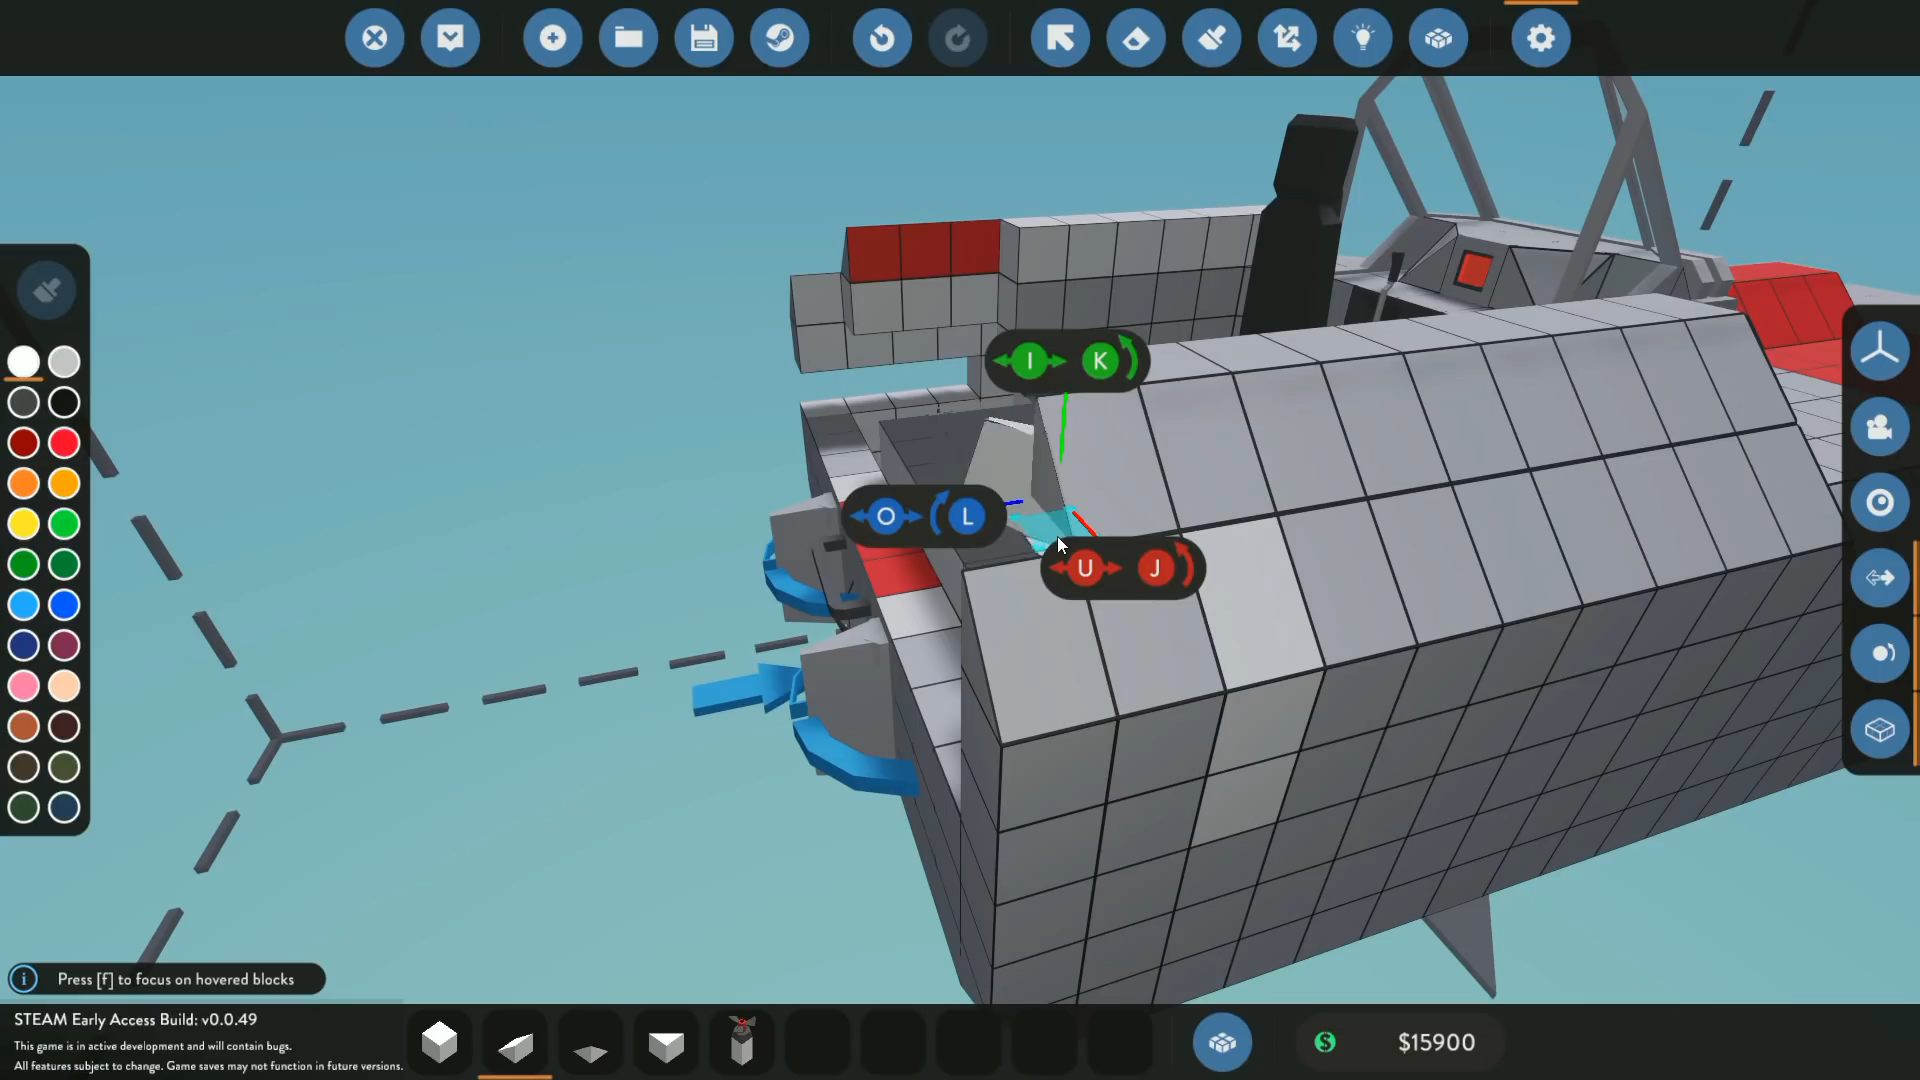 I K
O L
U J
Press [f] to focus on hovered blocks
STEAM Early Access Build: v0.0.49
This game is in active development and will contain bugs.
All features subject to change. Game saves may not function in future versions.
$15900